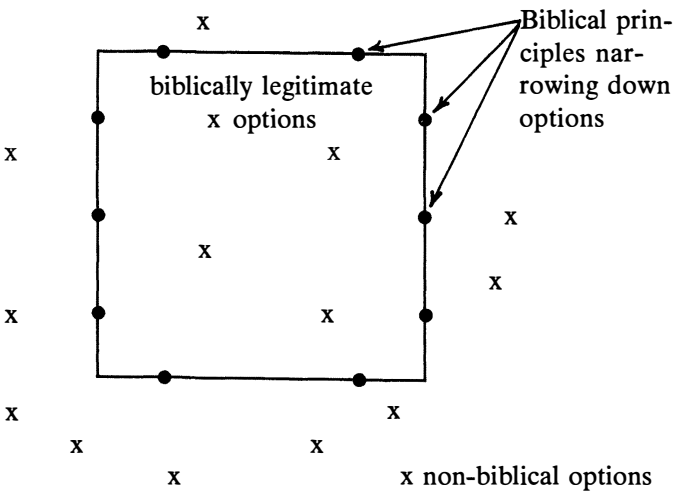 x
Biblical prin-
ciples nar-
rowing down
options
biblically legitimate
x options
x
x
x
x
x
x
x
x
x
x
x
x
x non-biblical options